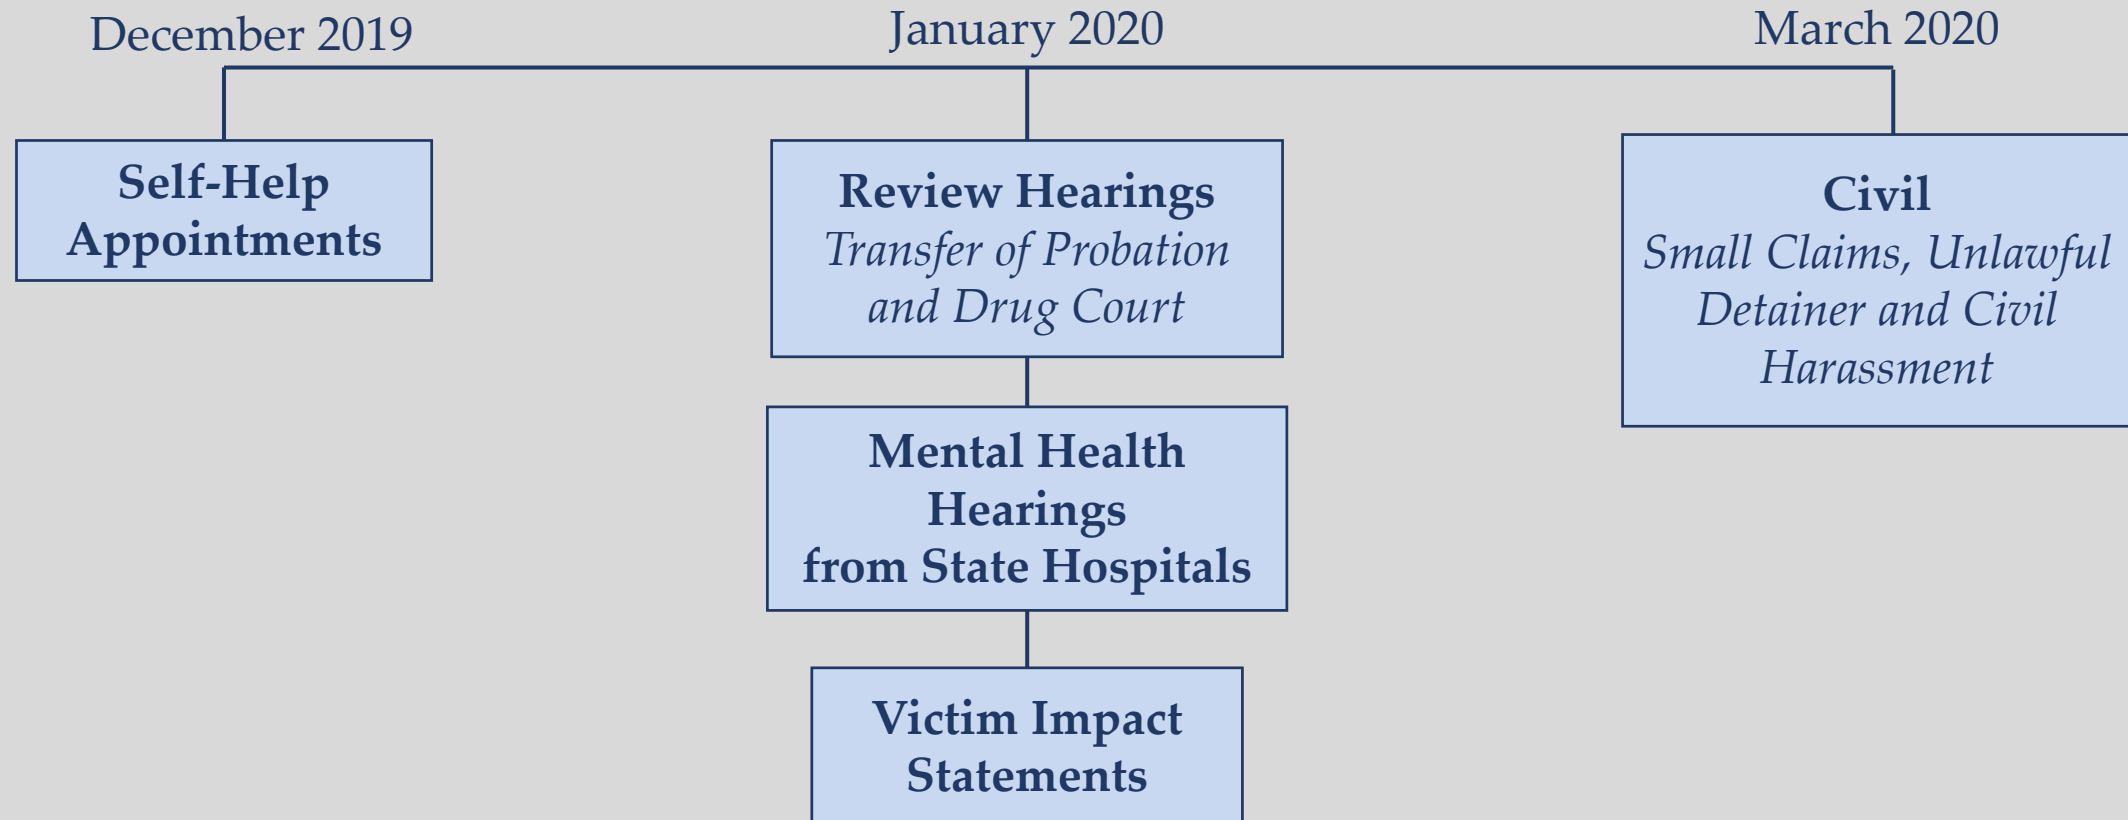 December 2019
January 2020
March 2020
Self-Help
Appointments
Review Hearings
Transfer of Probation
and Drug Court
Civil
Small Claims, Unlawful
Detainer and Civil
Harassment
Mental Health
Hearings
from State Hospitals
Victim Impact
Statements